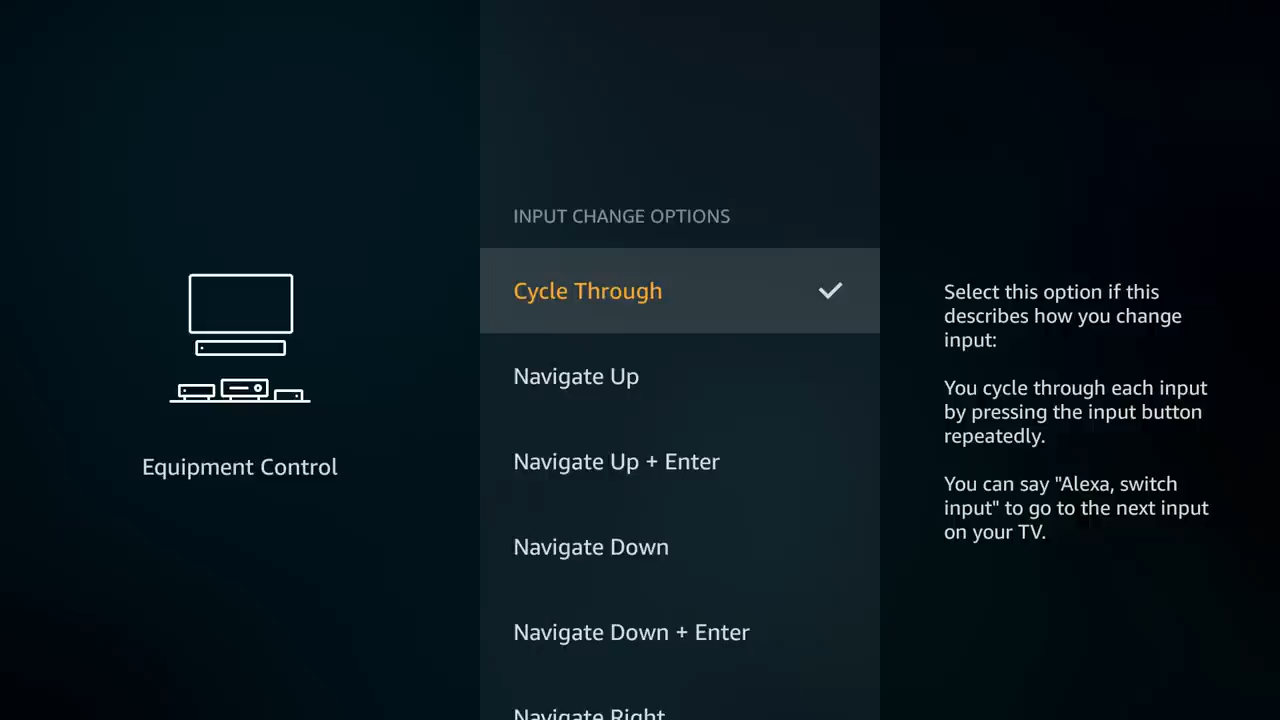 Equipment Control
INPUT CHANGE OPTIONS
Cycle Through
Navigate Up
Navigate Up + Enter
Navigate Down
Navigate Down + Enter
Navigate Right
Select this option if this
describes how you change
input:
You cycle through each input
by pressing the input button
repeatedly.
You can say "Alexa, switch
input" to go to the next input
on your TV.